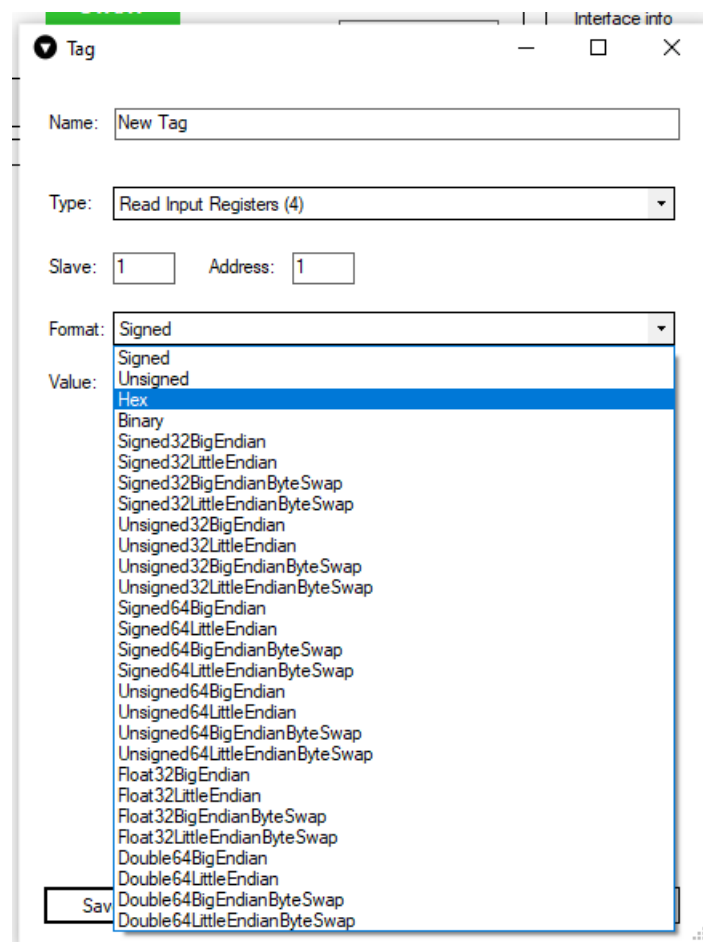 Interface info
Tag
Name: New Tag
Type: Read Input Registers (4)
Slave: 1 Address: 1
Format: Signed
Value:
Signed
Unsigned
Hex
Binary
Signed32BigEndian
Signed32LittleEndian
Signed32BigEndianByteSwap
Signed32LittleEndianByteSwap
Unsigned32BigEndian
Unsigned32LittleEndian
Unsigned32BigEndianByteSwap
Unsigned32LittleEndianByteSwap
Signed64BigEndian
Signed64LittleEndian
Signed64BigEndianByteSwap
Signed64LittleEndianByteSwap
Unsigned64BigEndian
Unsigned64LittleEndian
Unsigned64BigEndianByteSwap
Unsigned64LittleEndianByteSwap
Float32BigEndian
Float32LittleEndian
Float32BigEndianByteSwap
Float32LittleEndianByteSwap
Double64BigEndian
Double64LittleEndian
Double64BigEndianByteSwap
Double64LittleEndianByteSwap
Sav